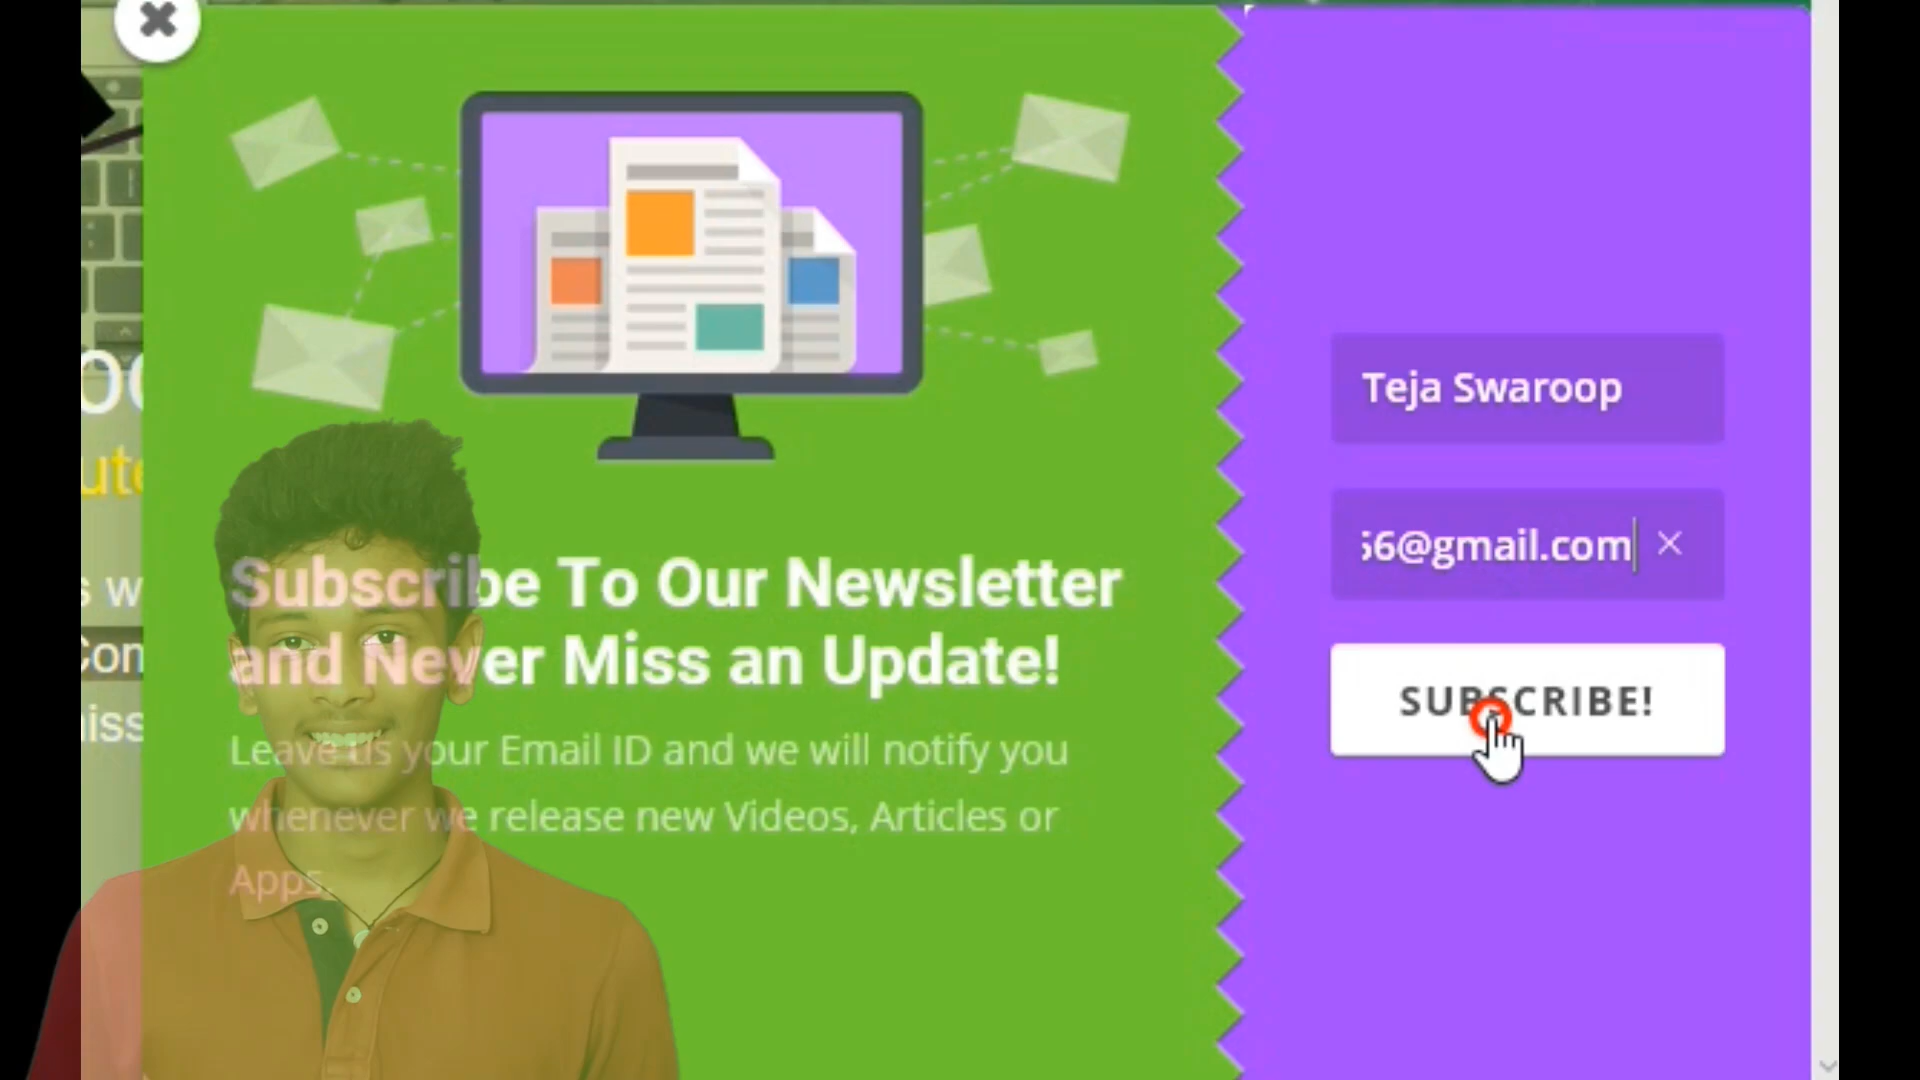 Teja Swaroop
56@gmail.com
SUBSCRIBE!
Subscribe To Our Newsletter
and Never Miss an Update!
Leave us your Email ID and we will notify you
whenever we release new Videos, Articles or
Apps.